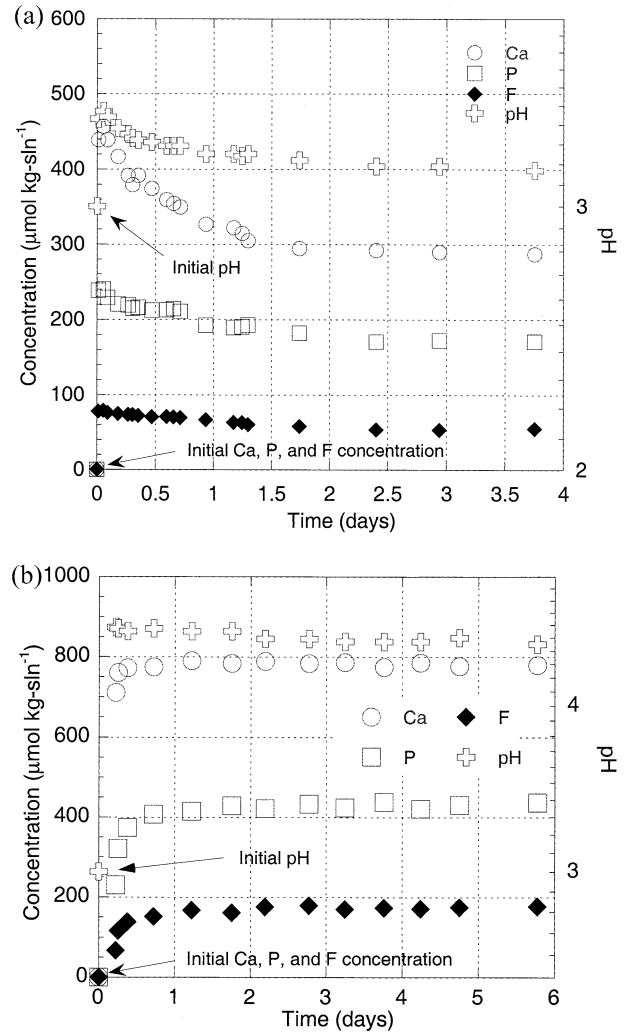 (a)
600
500
400
300
200
100
0
Concentration (µmol kg-sln⁻¹)
Ca
P
F
pH
Initial pH
Initial Ca, P, and F concentration
3
2
pH
0 0.5 1 1.5 2 2.5 3 3.5 4
Time (days)
(b)
1000
800
600
400
200
0
Concentration (µmol kg-sln⁻¹)
Ca F
P pH
Initial pH
Initial Ca, P, and F concentration
4
3
pH
0 1 2 3 4 5 6
Time (days)